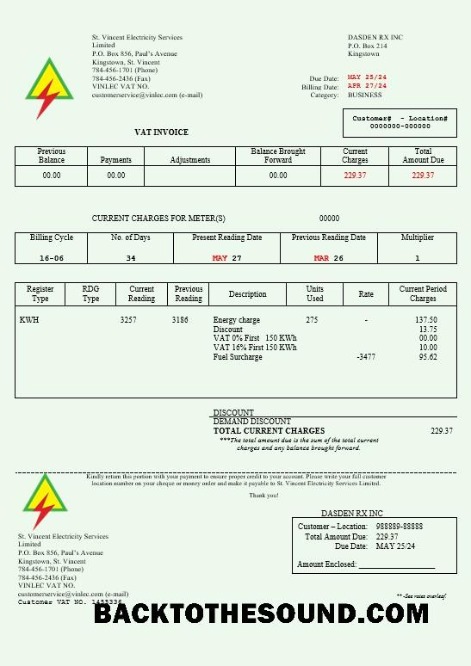 St. Vincent Electricity Services
Limited
P.O. Box 856, Paul's Avenue
Kingstown, St. Vincent
784-456-1701 (Phone)
784-456-2436 (Fax)
VINLEC VAT NO.
customerservice@vinlec.com (e-mail)
DASDEN RX INC
P.O. Box 214
Kingstown
Due Date: MAY 25/24
Billing Date: APR 27/24
Category: BUSINESS
Customer# - Location#
0000000-000000
VAT INVOICE
Previous Balance Payments Adjustments Balance Brought Forward Current Charges Total Amount Due
00.00 00.00 00.00 229.37 229.37
CURRENT CHARGES FOR METER(S) 00000
Billing Cycle No. of Days Present Reading Date Previous Reading Date Multiplier
16-06 34 MAY 27 MAR 26 1
Register Type RDG Type Current Reading Previous Reading Description Units Used Rate Current Period Charges
KWH 3257 3186 Energy charge 275 - 137.50
Discount 13.75
VAT 0% First 150 KWh 00.00
VAT 16% First 150 KWh 10.00
Fuel Surcharge -3477 95.62
DISCOUNT
DEMAND DISCOUNT
TOTAL CURRENT CHARGES 229.37
***The total amount due is the sum of the total current
charges and any balance brought forward.
Kindly return this portion with your payment to ensure proper credit to your account. Please write your full customer
location number on your cheque or money order and make it payable to St. Vincent Electricity Services Limited.
Thank you!
St. Vincent Electricity Services
Limited
P.O. Box 856, Paul's Avenue
Kingstown, St. Vincent
784-456-1701 (Phone)
784-456-2436 (Fax)
VINLEC VAT NO.
customerservice@vinlec.com (e-mail)
Customer VAT NO.
DASDEN RX INC
Customer – Location: 988889-88888
Total Amount Due: 229.37
Due Date: MAY 25/24
Amount Enclosed:
** -See rates overleaf
BACKTOTHESOUND.COM